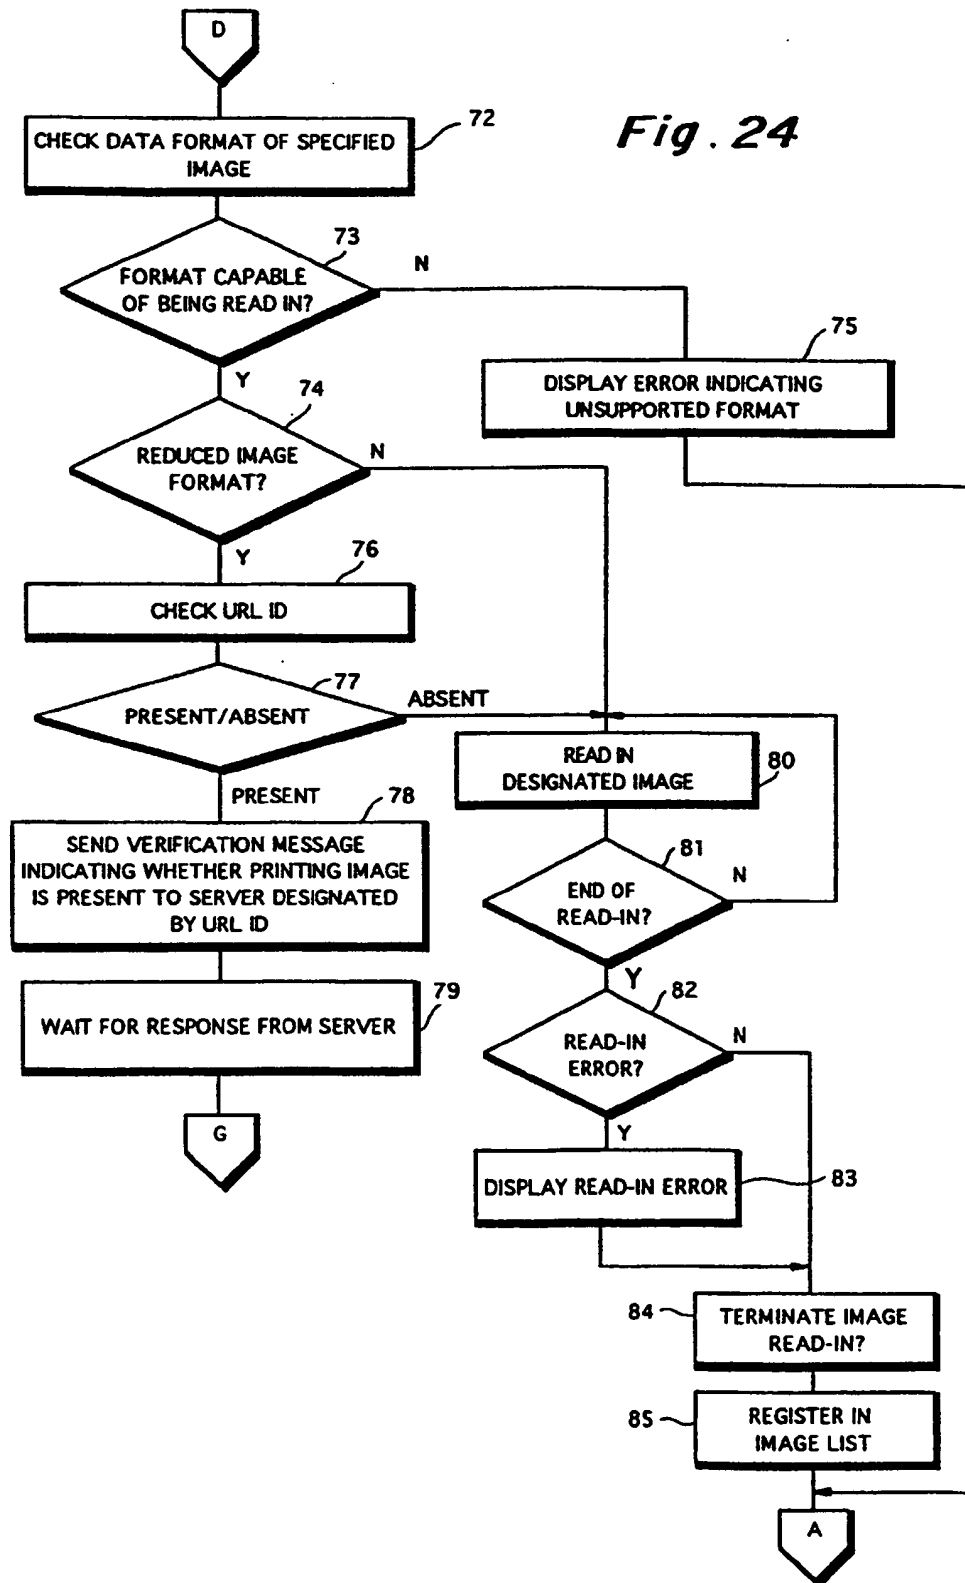 D
Fig. 24
72
CHECK DATA FORMAT OF SPECIFIED
IMAGE
73
FORMAT CAPABLE
OF BEING READ IN?
N
Y
75
DISPLAY ERROR INDICATING
UNSUPPORTED FORMAT
74
REDUCED IMAGE
FORMAT?
N
Y
76
CHECK URL ID
77
PRESENT/ABSENT
ABSENT
PRESENT
78
SEND VERIFICATION MESSAGE
INDICATING WHETHER PRINTING IMAGE
IS PRESENT TO SERVER DESIGNATED
BY URL ID
79
WAIT FOR RESPONSE FROM SERVER
G
READ IN
DESIGNATED IMAGE
80
81
END OF
READ-IN?
N
Y
82
READ-IN
ERROR?
N
Y
DISPLAY READ-IN ERROR
83
84
TERMINATE IMAGE
READ-IN?
85
REGISTER IN
IMAGE LIST
A